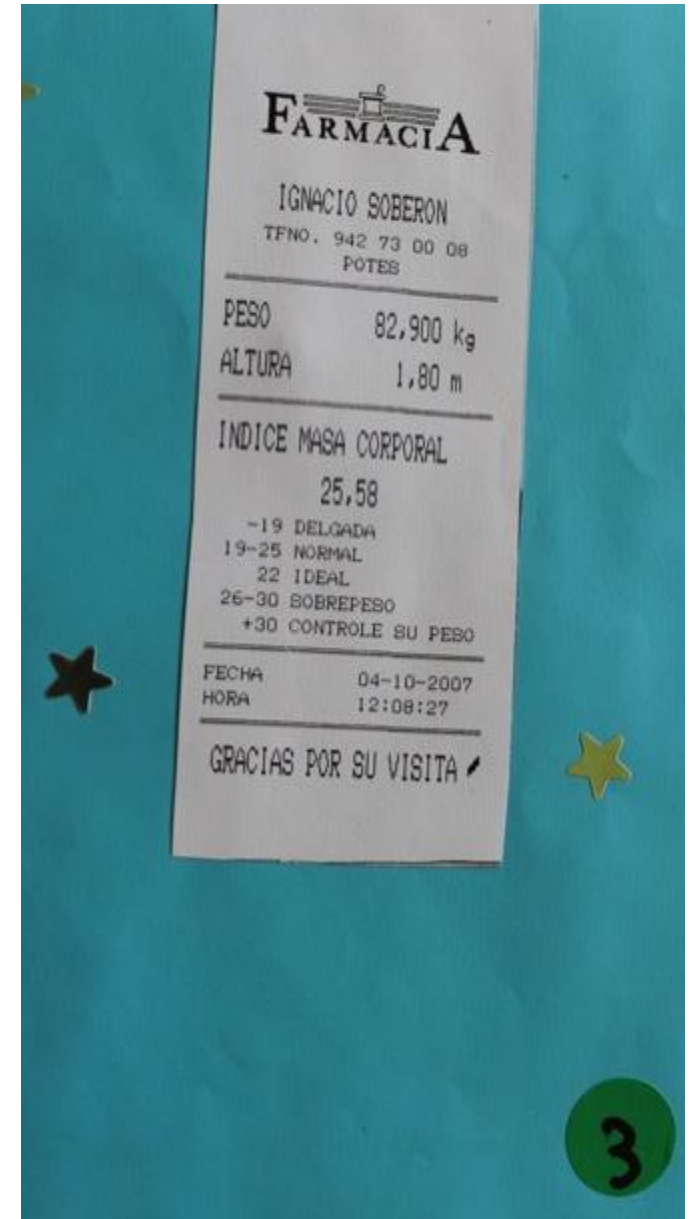 FARMACIA
IGNACIO SOBERON
TFNO. 942 73 00 08
POTES
PESO 82,900 kg
ALTURA 1,80 m
INDICE MASA CORPORAL
25,58
-19 DELGADA
19-25 NORMAL
22 IDEAL
26-30 SOBREPESO
+30 CONTROLE SU PESO
FECHA 04-10-2007
HORA 12:08:27
GRACIAS POR SU VISITA
3